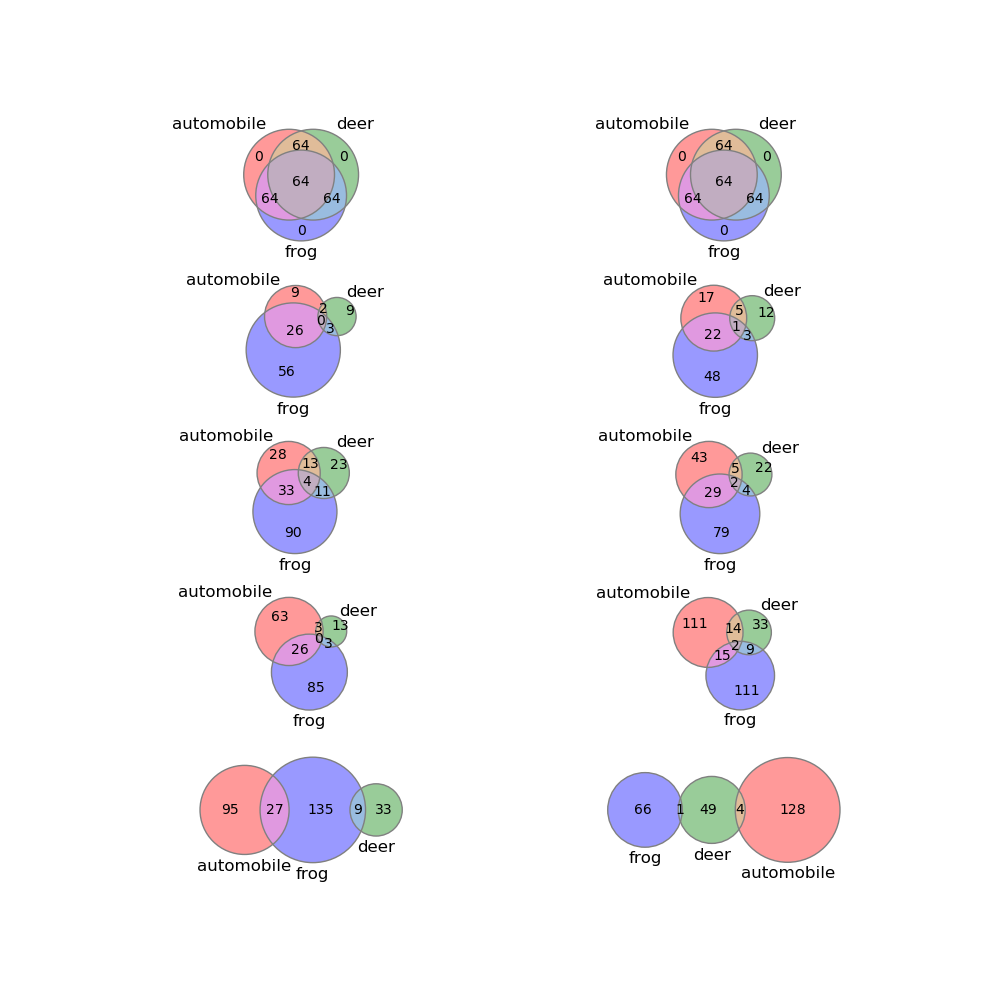 automobile deer
64
0 0
64
64 64
0
frog
automobile deer
64
0 0
64
64 64
0
frog
automobile
9 deer
2 9
0
26 3
56
frog
automobile
17 deer
5 12
1
22 3
48
frog
automobile
28 deer
13 23
4
33 11
90
frog
automobile
43 deer
5 22
2
29 4
79
frog
automobile
63 deer
3 13
0
26 3
85
frog
automobile
111 deer
14 33
2
15 9
111
frog
95 27 135 9 33
automobile frog deer
66 1 49 4 128
frog deer automobile